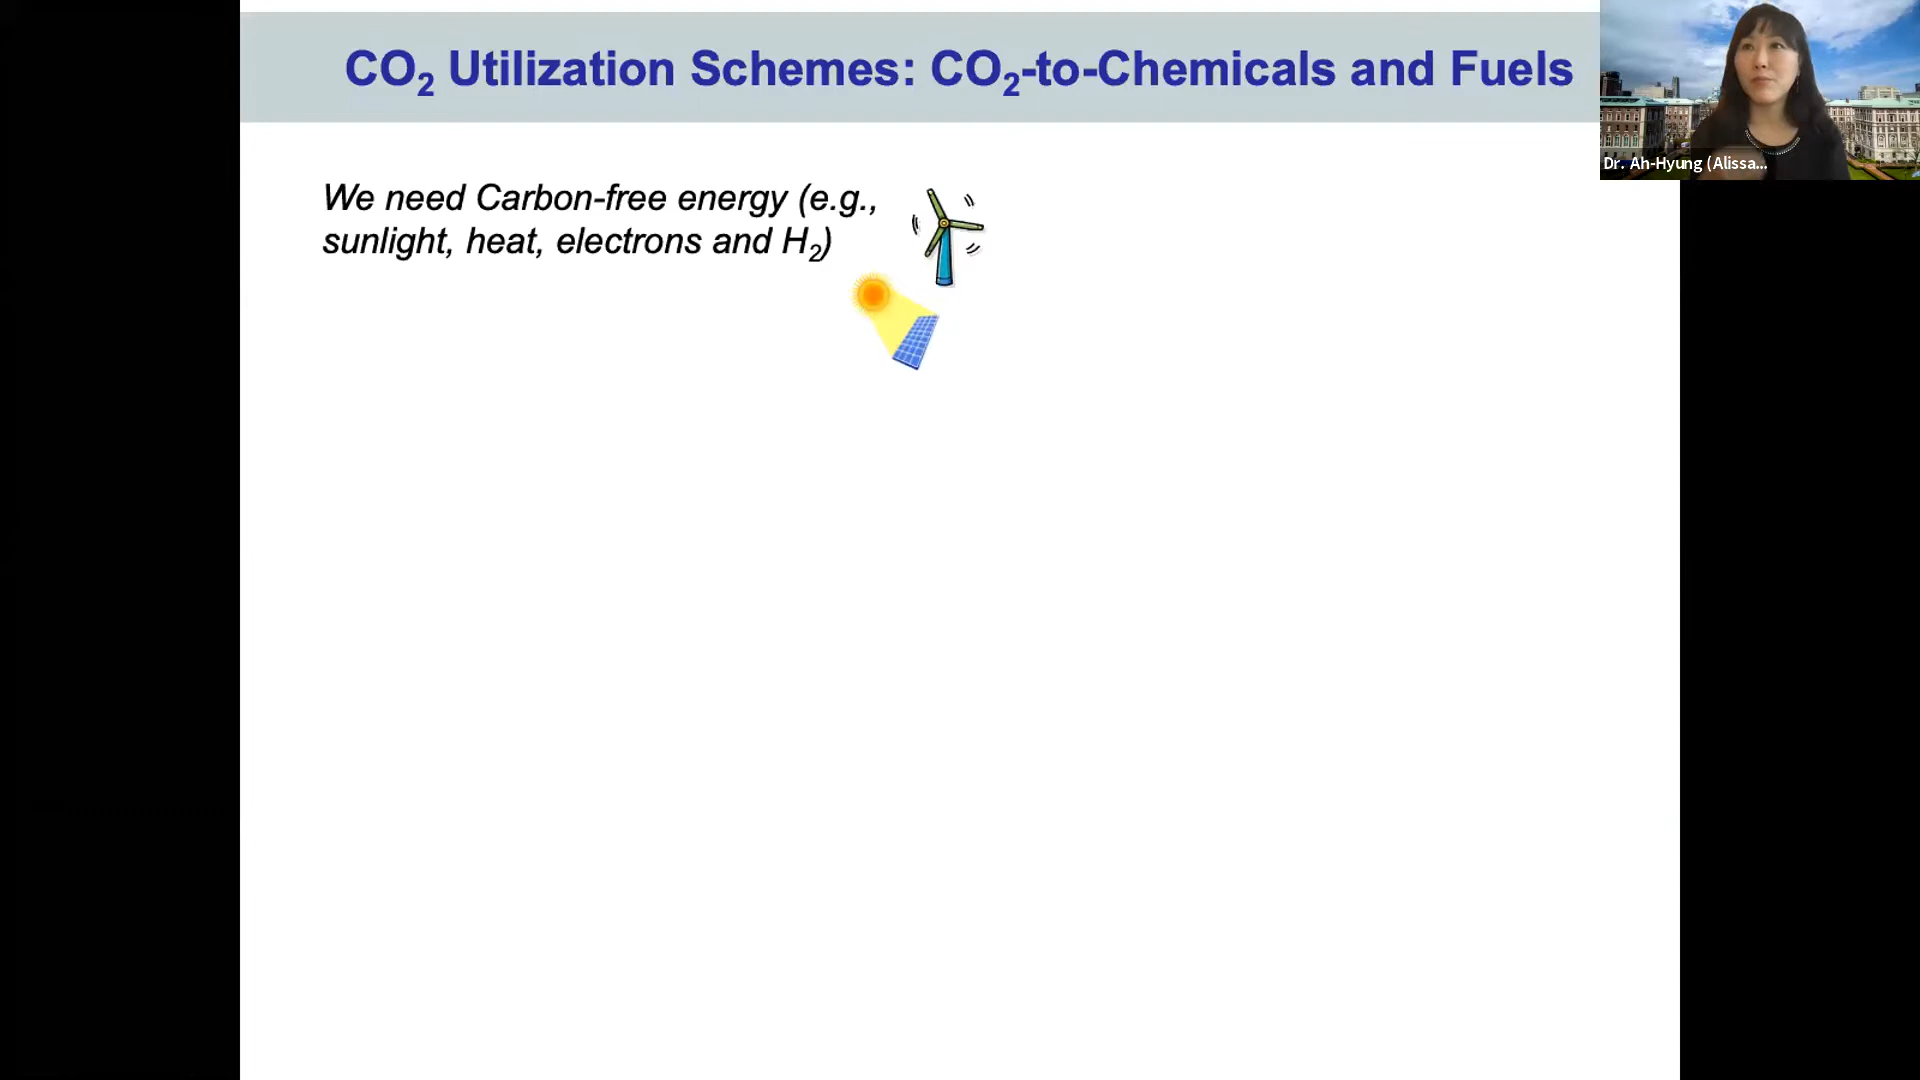 CO₂ Utilization Schemes: CO₂-to-Chemicals and Fuels
Dr. Ah-Hyung (Alissa...
We need Carbon-free energy (e.g.,
sunlight, heat, electrons and H₂)